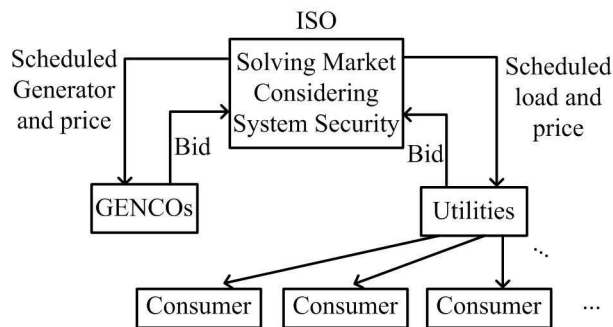 ISO
Scheduled
Generator
and price
Solving Market
Considering
System Security
Scheduled
load and
price
Bid
Bid
GENCOs
Utilities
...
Consumer
Consumer
Consumer
...